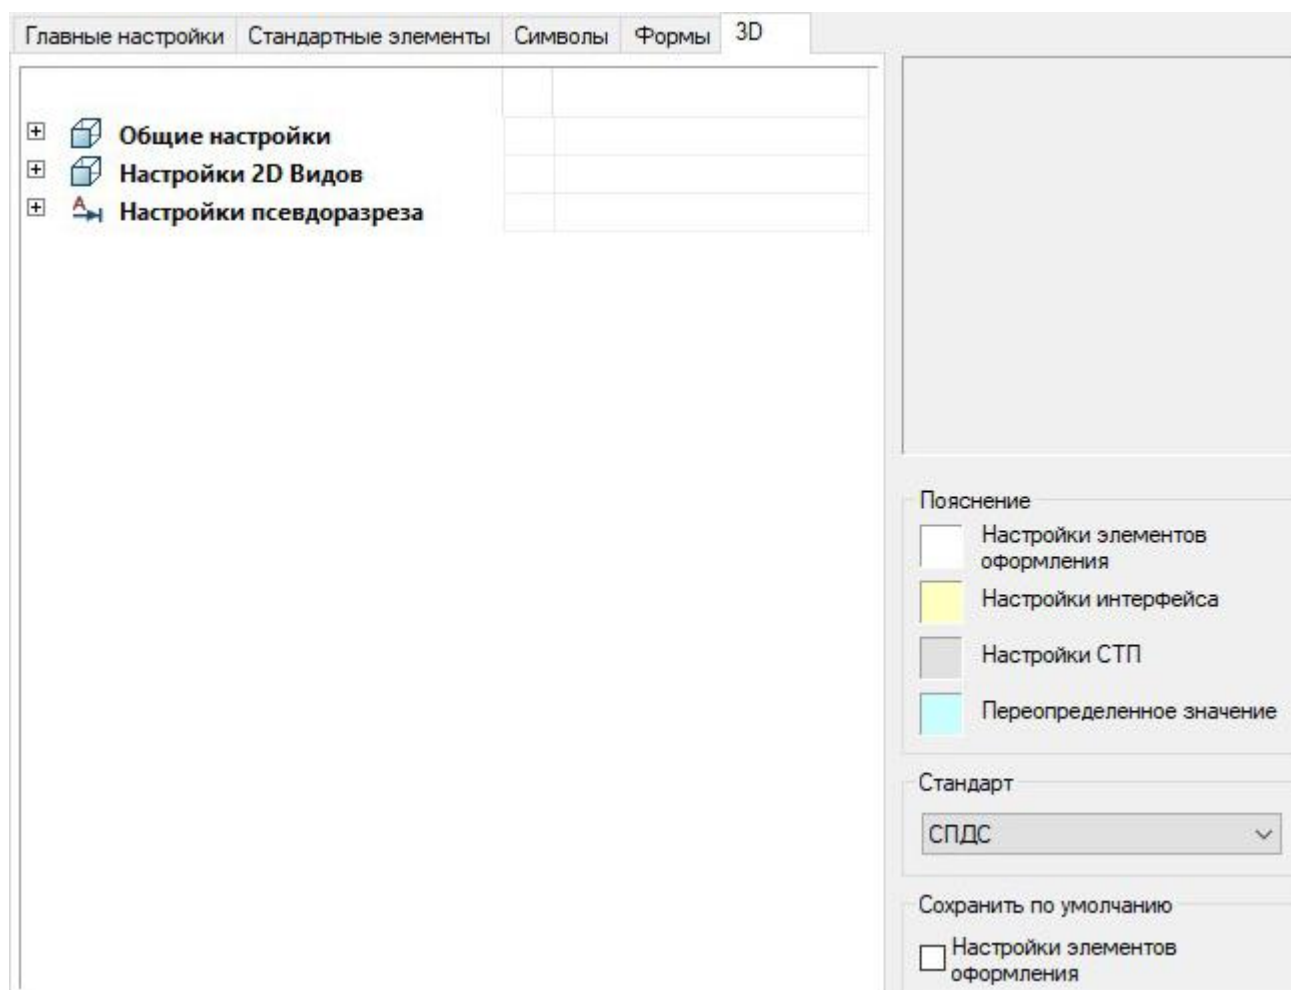 Главные настройки Стандартные элементы Символы Формы 3D
Общие настройки
Настройки 2D Видов
Настройки псевдоразреза
Пояснение
Настройки элементов
оформления
Настройки интерфейса
Настройки СТП
Переопределенное значение
Стандарт
СПДС
Сохранить по умолчанию
Настройки элементов
оформления